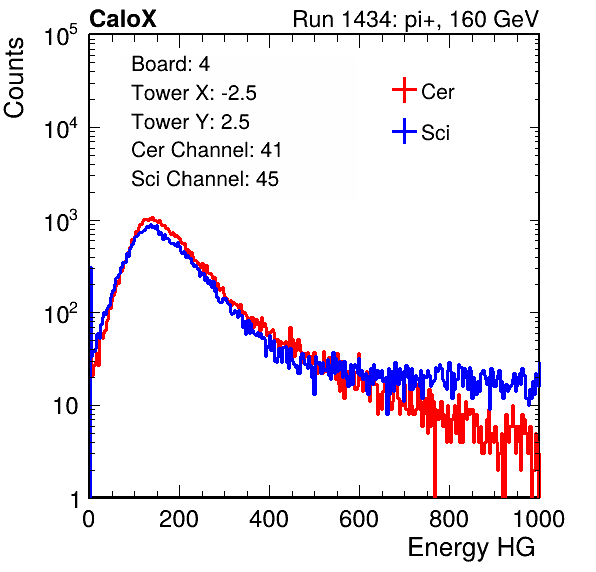 CaloX Run 1434: pi+, 160 GeV
Counts
Board: 4
Tower X: -2.5
Tower Y: 2.5
Cer Channel: 41
Sci Channel: 45
Cer
Sci
10^5
10^4
10^3
10^2
10
1
0 200 400 600 800 1000
Energy HG